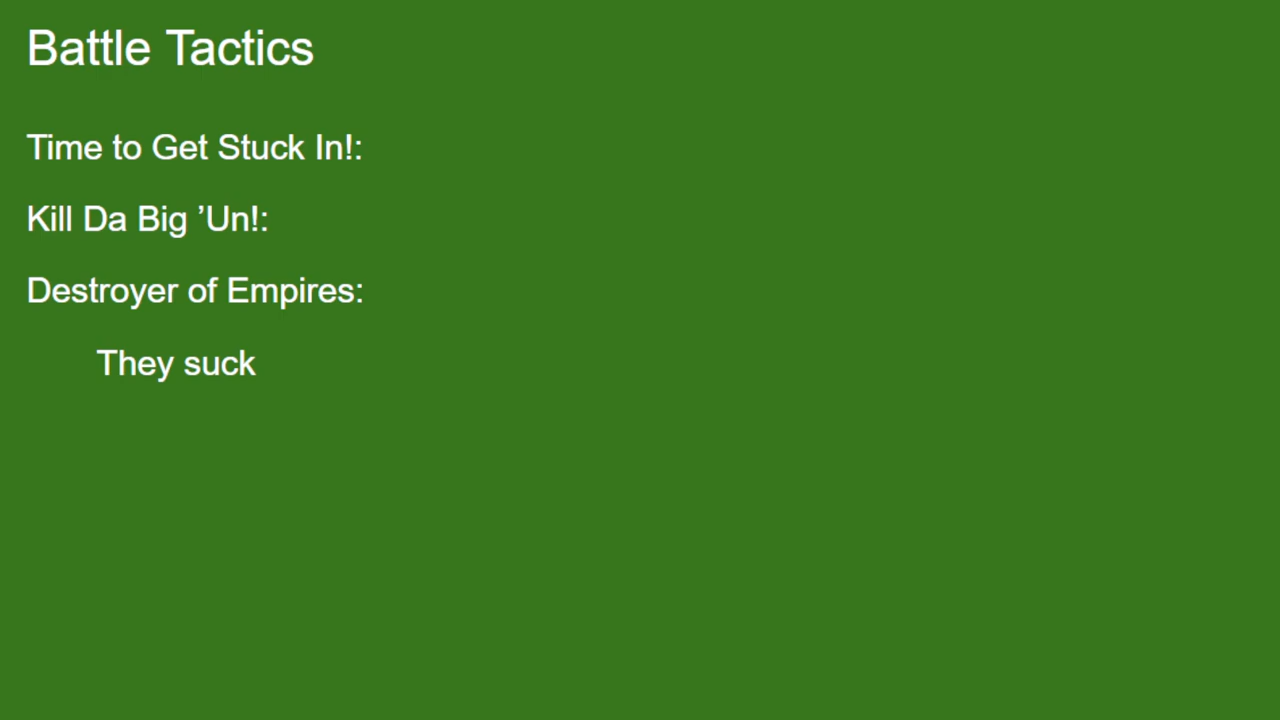 Battle Tactics
Time to Get Stuck In!:
Kill Da Big ’Un!:
Destroyer of Empires:
They suck